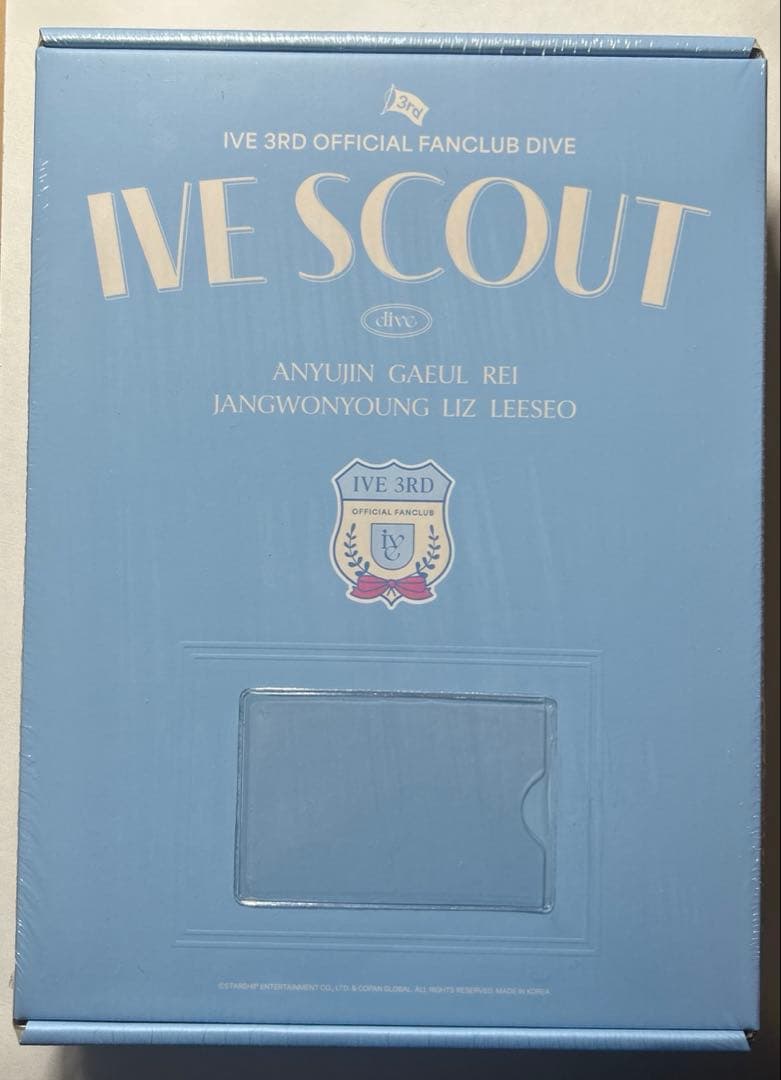 3rd
IVE 3RD OFFICIAL FANCLUB DIVE
IVE SCOUT
dive
ANYUJIN GAEUL REI
JANGWONYOUNG LIZ LEESEO
IVE 3RD
OFFICIAL FANCLUB
ive
©STARSHIP ENTERTAINMENT CO., LTD. & COPAN GLOBAL. ALL RIGHTS RESERVED. MADE IN KOREA